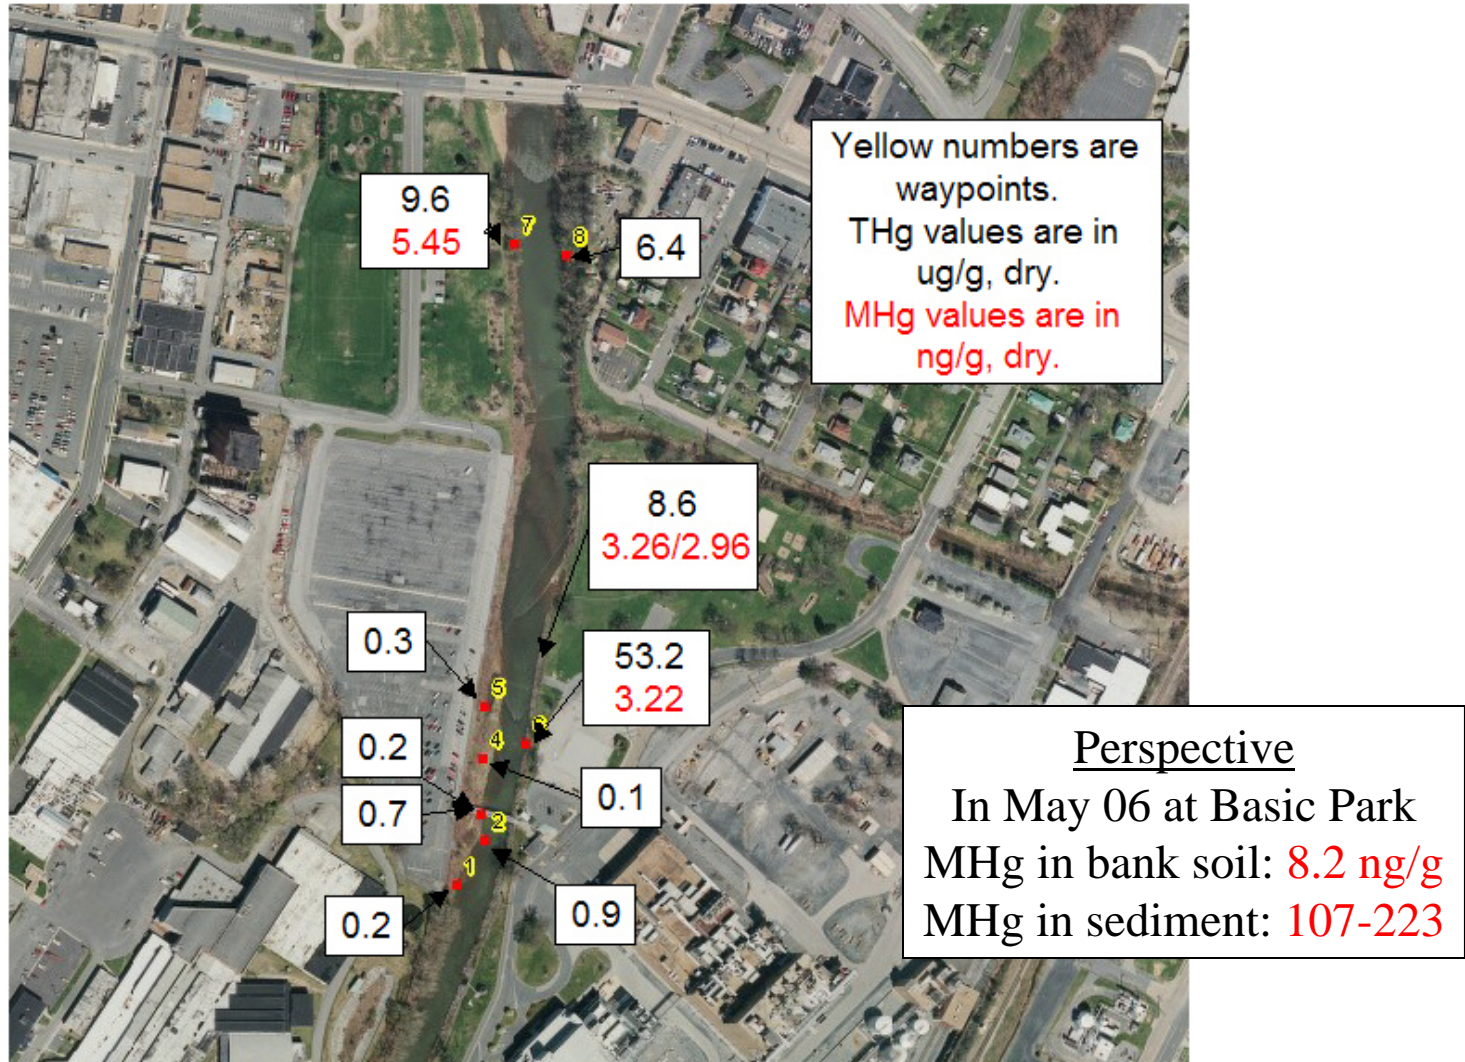 9.6
5.45
7
8
6.4
Yellow numbers are
waypoints.
THg values are in
ug/g, dry.
MHg values are in
ng/g, dry.
8.6
3.26/2.96
0.3
5
53.2
3.22
0.2
4
0.7
2
0.1
1
0.2
0.9
Perspective
In May 06 at Basic Park
MHg in bank soil: 8.2 ng/g
MHg in sediment: 107-223